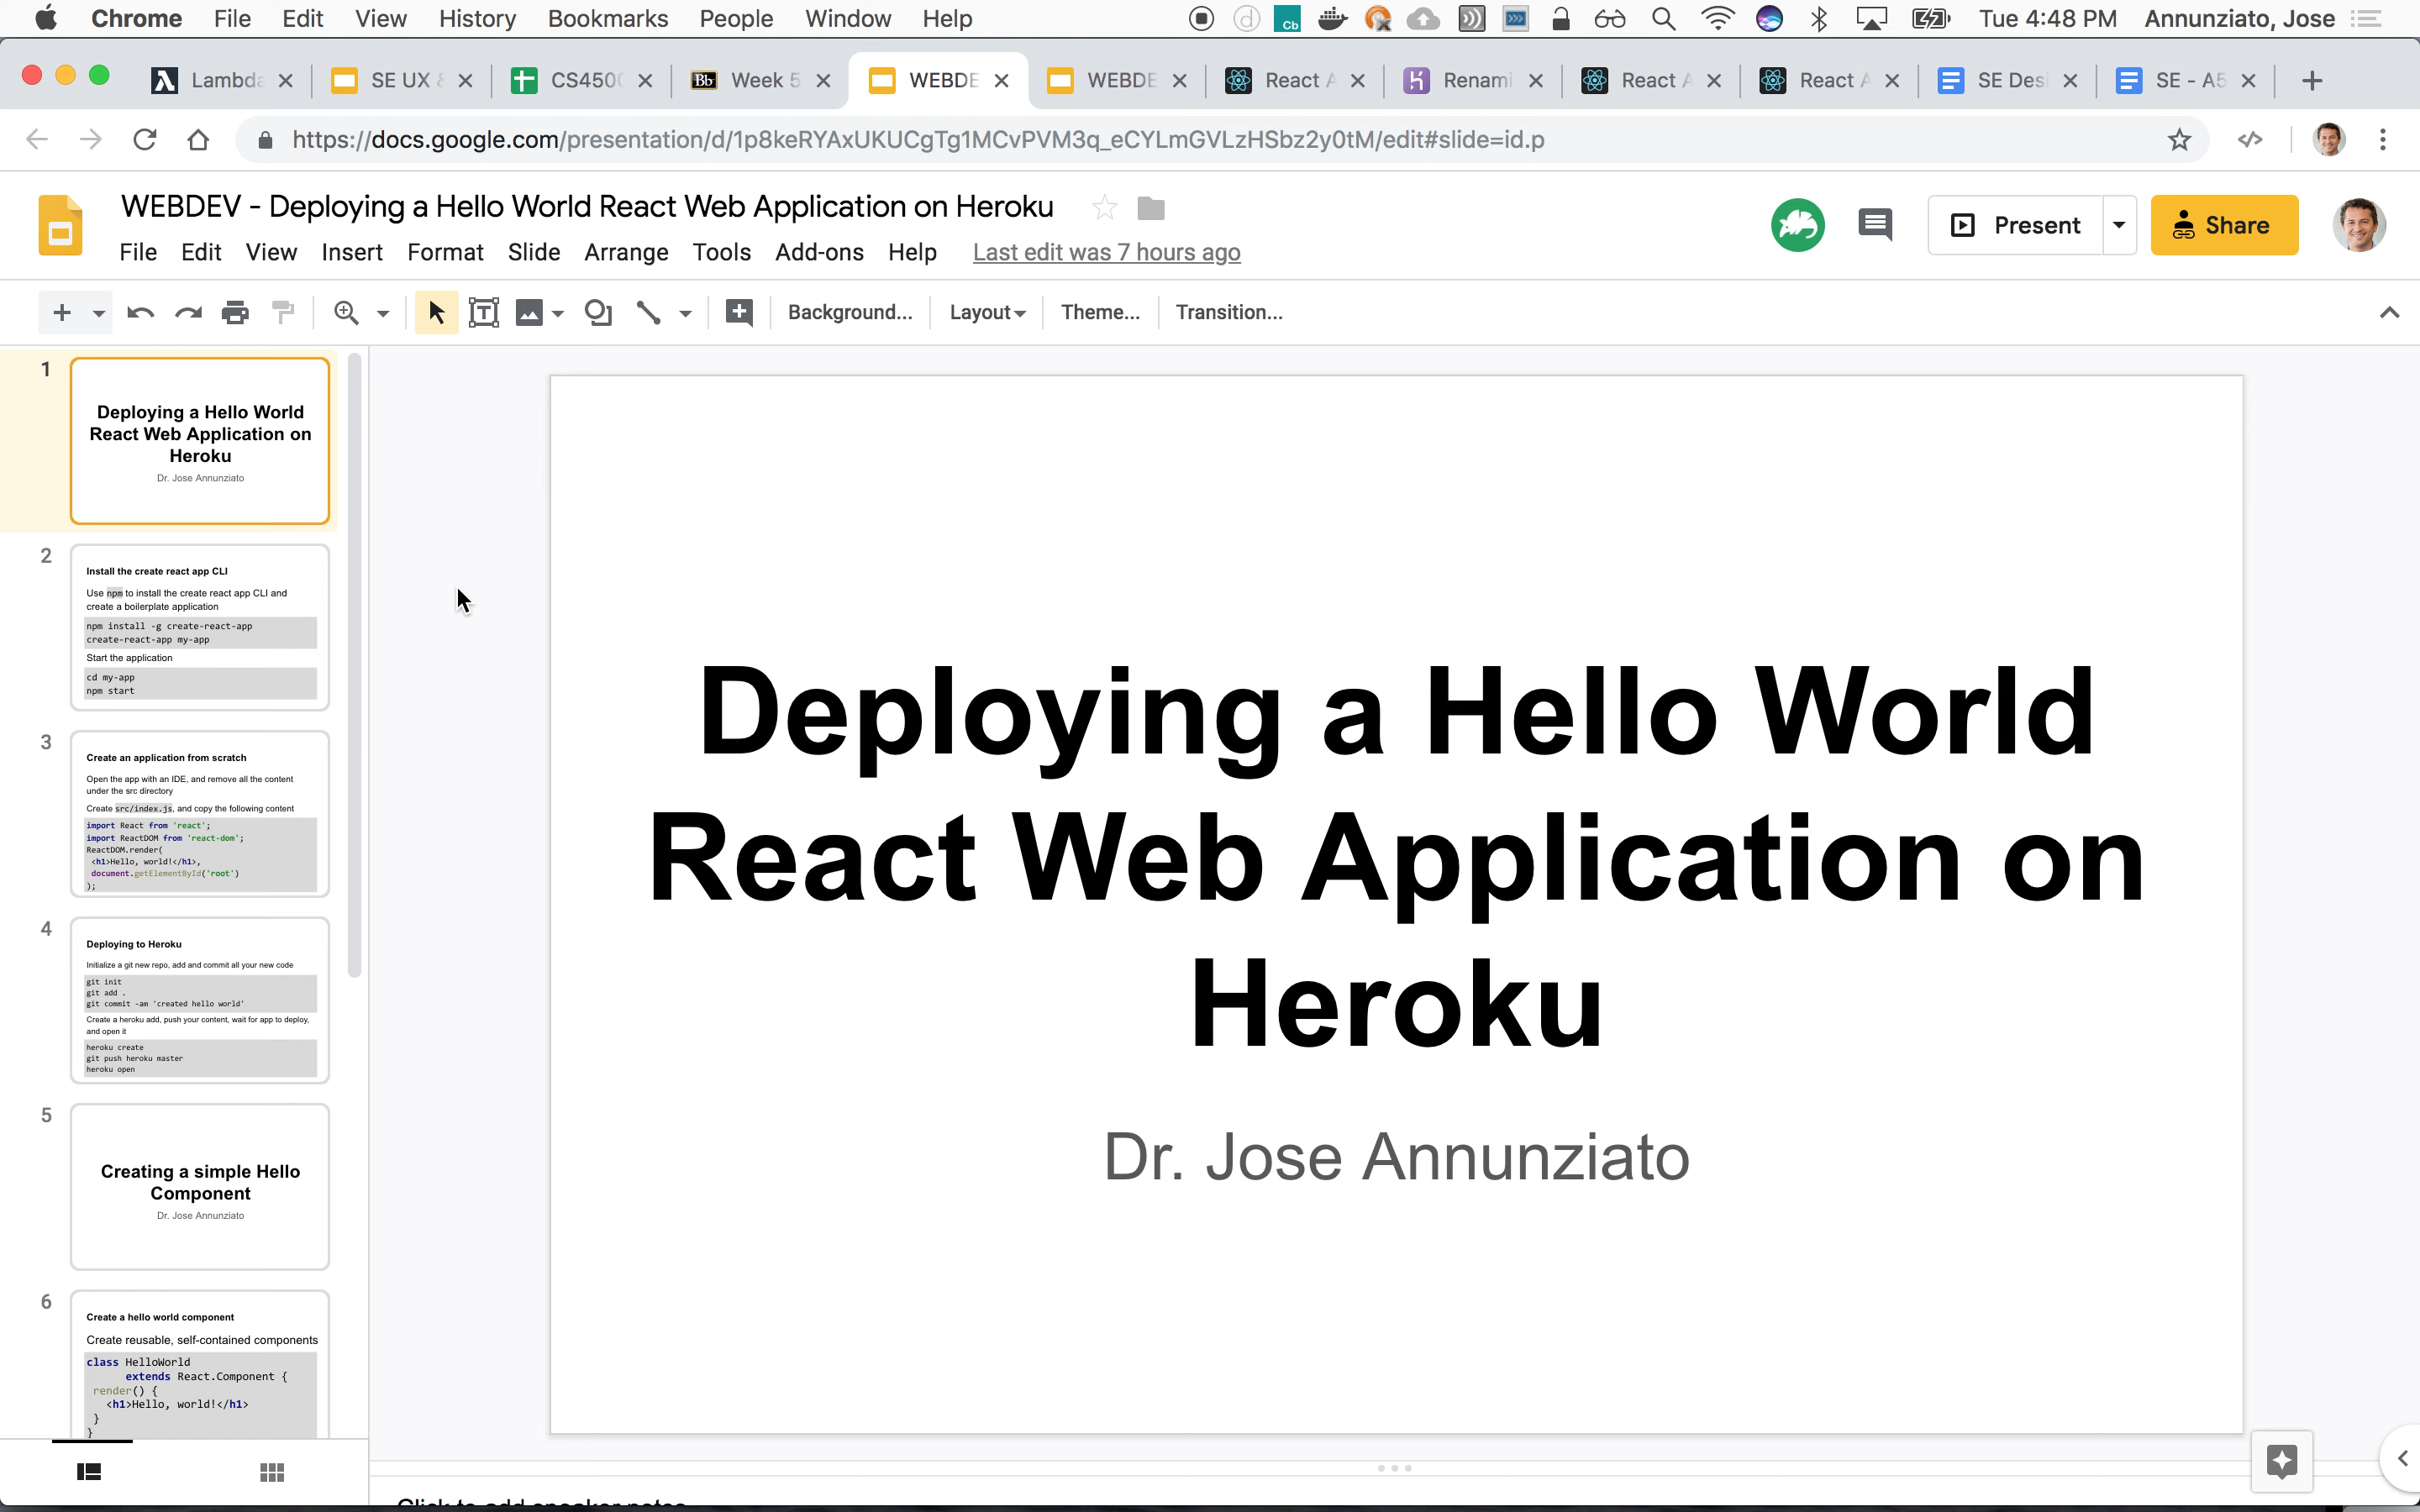 Chrome File Edit View History Bookmarks People Window Help Cb Tue 4:48 PM Annunziato, Jose
Lambda SE UX & CS4500 Bb Week 5 WEBDE WEBDE React A Renami React A React A SE Des SE - A5
https://docs.google.com/presentation/d/1p8keRYAxUKUCgTg1MCvPVM3q_eCYLmGVLzHSbz2y0tM/edit#slide=id.p
WEBDEV - Deploying a Hello World React Web Application on Heroku
File Edit View Insert Format Slide Arrange Tools Add-ons Help Last edit was 7 hours ago
Present Share
Background... Layout Theme... Transition...
1
Deploying a Hello World
React Web Application on
Heroku
Dr. Jose Annunziato
2
Install the create react app CLI
Use npm to install the create react app CLI and
create a boilerplate application
npm install -g create-react-app
create-react-app my-app
Start the application
cd my-app
npm start
3
Create an application from scratch
Open the app with an IDE, and remove all the content
under the src directory
Create src/index.js, and copy the following content
import React from 'react';
import ReactDOM from 'react-dom';
ReactDOM.render(
<h1>Hello, world!</h1>,
document.getElementById('root')
);
4
Deploying to Heroku
Initialize a git new repo, add and commit all your new code
git init
git add .
git commit -am 'created hello world'
Create a heroku add, push your content, wait for app to deploy,
and open it
heroku create
git push heroku master
heroku open
5
Creating a simple Hello
Component
Dr. Jose Annunziato
6
Create a hello world component
Create reusable, self-contained components
class HelloWorld
extends React.Component {
render() {
<h1>Hello, world!</h1>
}
}
Deploying a Hello World
React Web Application on
Heroku
Dr. Jose Annunziato
Click to add speaker notes